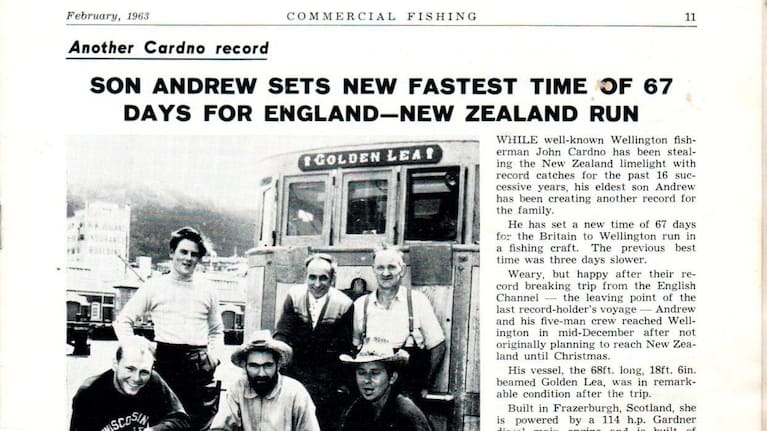 February, 1963 COMMERCIAL FISHING 11
Another Cardno record
SON ANDREW SETS NEW FASTEST TIME OF 67
DAYS FOR ENGLAND—NEW ZEALAND RUN
GOLDEN LEA
WISCONSIN
WHILE well-known Wellington fish-
erman John Cardno has been steal-
ing the New Zealand limelight with
record catches for the past 16 suc-
cessive years, his eldest son Andrew
has been creating another record for
the family.
He has set a new time of 67 days
for the Britain to Wellington run in
a fishing craft. The previous best
time was three days slower.
Weary, but happy after their re-
cord breaking trip from the English
Channel — the leaving point of the
last record-holder's voyage — Andrew
and his five-man crew reached Well-
ington in mid-December after not
originally planning to reach New Zea-
land until Christmas.
His vessel, the 68ft. long, 18ft. 6in.
beamed Golden Lea, was in remark-
able condition after the trip.
Built in Frazerburgh, Scotland, she
is powered by a 114 h.p. Gardner
diesel main engine and is built of